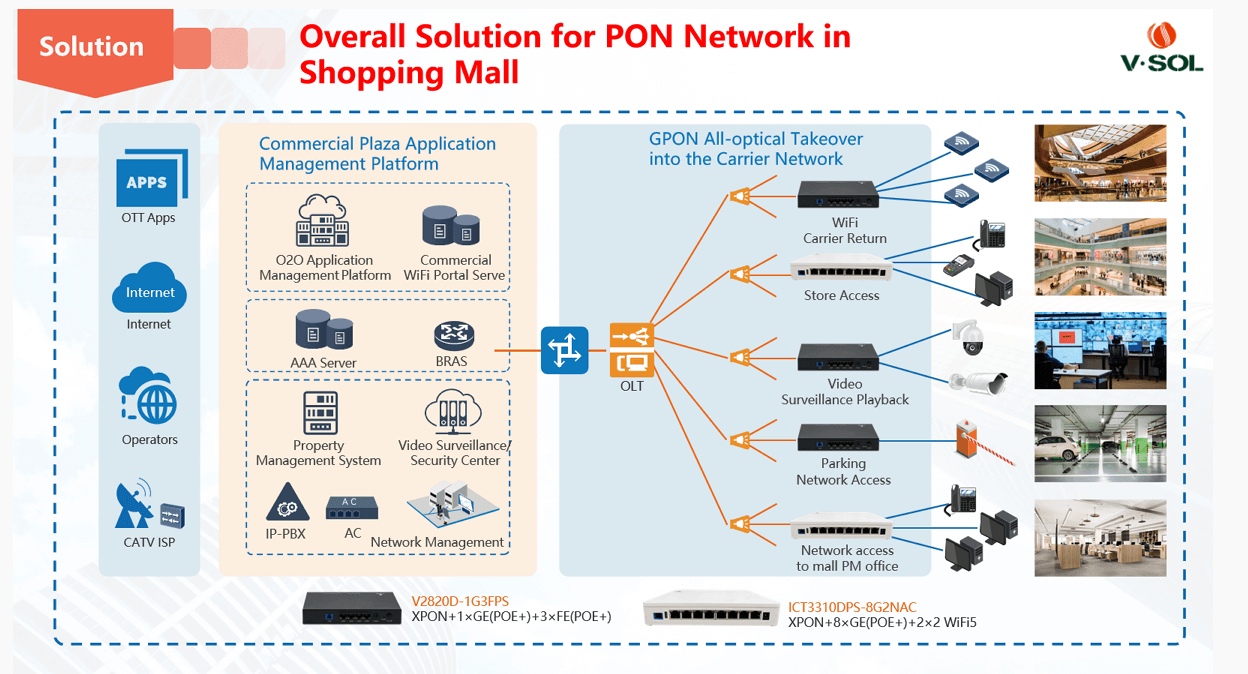 Solution
Overall Solution for PON Network in
Shopping Mall
V·SOL
APPS
OTT Apps
Internet
Internet
Operators
CATV ISP
Commercial Plaza Application
Management Platform
O2O Application
Management Platform
Commercial
WiFi Portal Serve
AAA Server
BRAS
Property
Management System
Video Surveillance/
Security Center
IP-PBX
A C
AC
Network Management
OLT
GPON All-optical Takeover
into the Carrier Network
WiFi
Carrier Return
Store Access
Video
Surveillance Playback
Parking
Network Access
Network access
to mall PM office
V2820D-1G3FPS
XPON+1×GE(POE+)+3×FE(POE+)
ICT3310DPS-8G2NAC
XPON+8×GE(POE+)+2×2 WiFi5